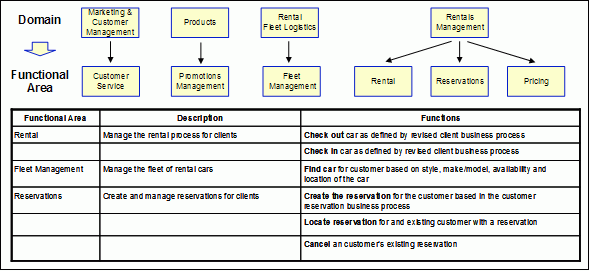 Domain
Marketing &
Customer
Management
Products
Rental
Fleet Logistics
Rentals
Management
Functional
Area
Customer
Service
Promotions
Management
Fleet
Management
Rental
Reservations
Pricing
Functional Area Description Functions
Rental Manage the rental process for clients Check out car as defined by revised client business process
Check in car as defined by revised client business process
Fleet Management Manage the fleet of rental cars Find car for customer based on style, make/model, availability and
location of the car
Reservations Create and manage reservations for clients Create the reservation for the customer based in the customer
reservation business process
Locate reservation for and existing customer with a reservation
Cancel an customer's existing reservation